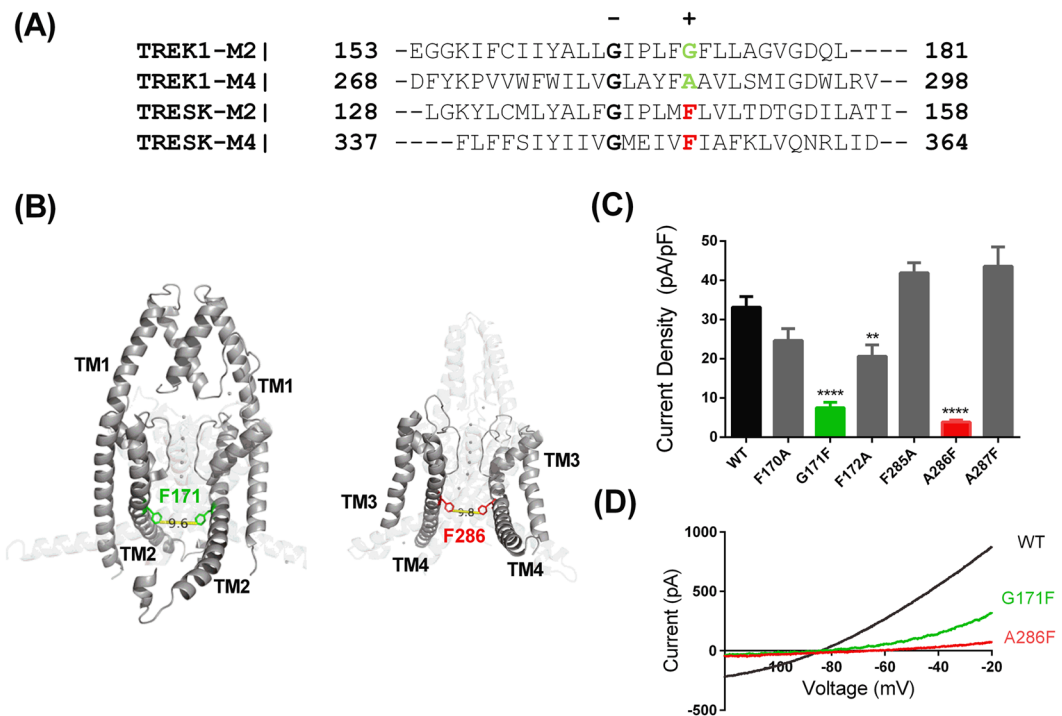 (A)
- +
TREK1-M2| 153 -EGGKIFCIIYALLGIPLFGFLLAGVGDQL---- 181
TREK1-M4| 268 -DFYKPVVWFWILVGLAYFAAVLSMIGDWLRV-- 298
TRESK-M2| 128 --LGKYLCMLYALFGIPLMFLVLTDTGDILATI- 158
TRESK-M4| 337 ----FLFFSIYIIVGMEIVFIAFKLVQNRLID-- 364
(B)
TM1
TM1
F171
9.6
TM2
TM2
TM3
TM3
9.8
F286
TM4
TM4
(C)
Current Density (pA/pF)
50
40
30
20
10
0
**
****
****
WT
F170A
G171F
F172A
F285A
A286F
A287F
(D)
Current (pA)
1000
500
0
-500
-100
-80
-60
-40
-20
Voltage (mV)
WT
G171F
A286F